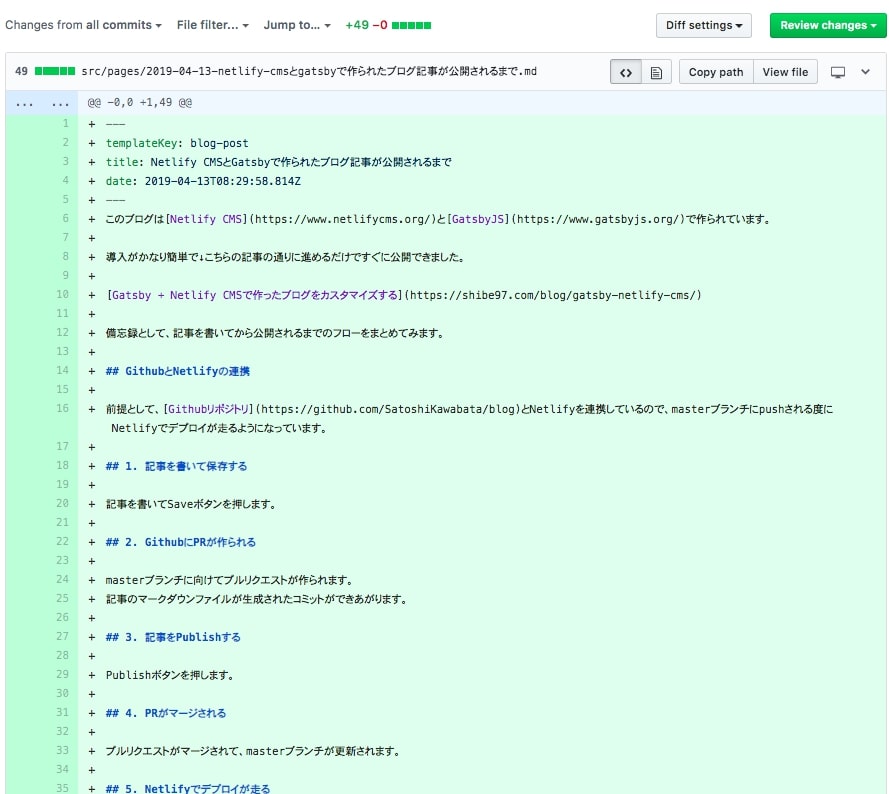 Changes from all commits File filter... Jump to... +49 −0 Diff settings Review changes
49 src/pages/2019-04-13-netlify-cmsとgatsbyで作られたブログ記事が公開されるまで.md <> Copy path View file
... ... @@ -0,0 +1,49 @@
1 + ---
2 + templateKey: blog-post
3 + title: Netlify CMSとGatsbyで作られたブログ記事が公開されるまで
4 + date: 2019-04-13T08:29:58.814Z
5 + ---
6 + このブログは[Netlify CMS](https://www.netlifycms.org/)と[GatsbyJS](https://www.gatsbyjs.org/)で作られています。
7 +
8 + 導入がかなり簡単で↓こちらの記事の通りに進めるだけですぐに公開できました。
9 +
10 + [Gatsby + Netlify CMSで作ったブログをカスタマイズする](https://shibe97.com/blog/gatsby-netlify-cms/)
11 +
12 + 備忘録として、記事を書いてから公開されるまでのフローをまとめてみます。
13 +
14 + ## GithubとNetlifyの連携
15 +
16 + 前提として、[Githubリポジトリ](https://github.com/SatoshiKawabata/blog)とNetlifyを連携しているので、masterブランチにpushされる度に
Netlifyでデプロイが走るようになっています。
17 +
18 + ## 1. 記事を書いて保存する
19 +
20 + 記事を書いてSaveボタンを押します。
21 +
22 + ## 2. GithubにPRが作られる
23 +
24 + masterブランチに向けてプルリクエストが作られます。
25 + 記事のマークダウンファイルが生成されたコミットができあがります。
26 +
27 + ## 3. 記事をPublishする
28 +
29 + Publishボタンを押します。
30 +
31 + ## 4. PRがマージされる
32 +
33 + プルリクエストがマージされて、masterブランチが更新されます。
34 +
35 + ## 5. Netlifyでデプロイが走る